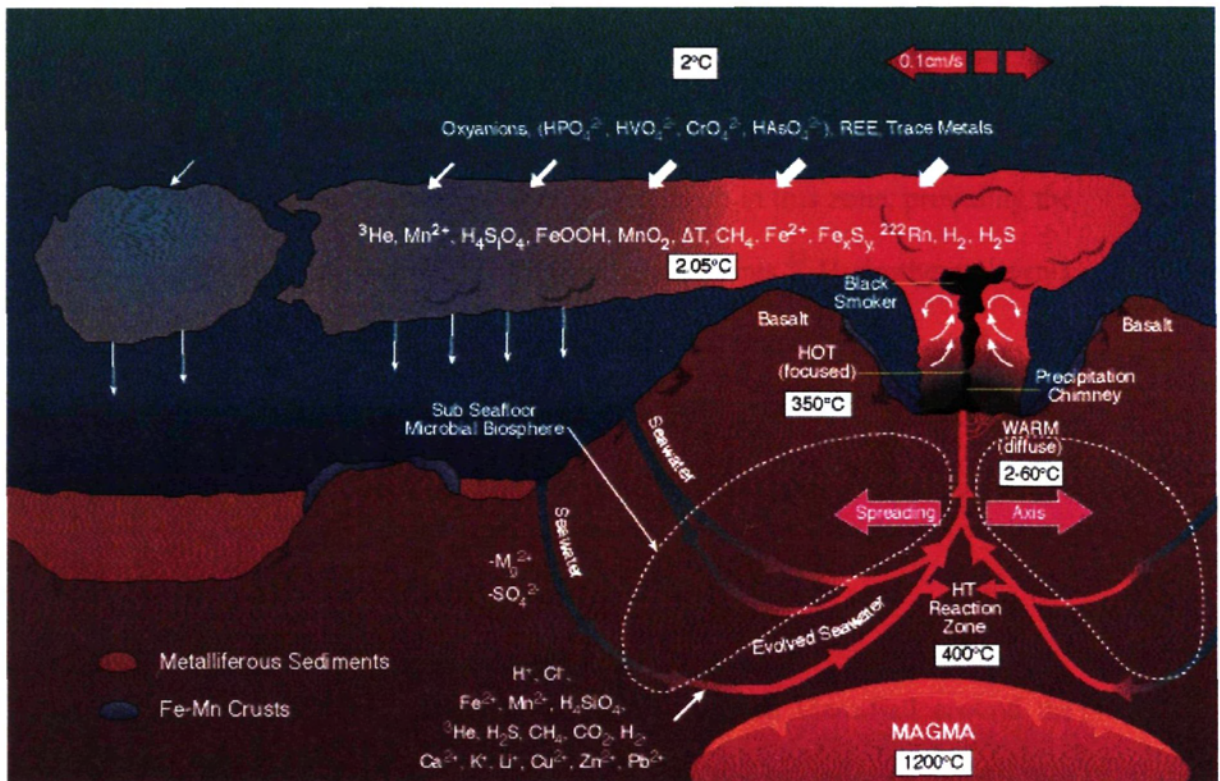 2°C
0.1cm/s
Oxyanions, (HPO₄²⁻, HVO₄²⁻, CrO₄²⁻, HAsO₄²⁻), REE, Trace Metals
³He, Mn²⁺, H₄SiO₄, FeOOH, MnO₂, ΔT, CH₄, Fe²⁺, FeₓSᵧ, ²²²Rn, H₂, H₂S
2.05°C
Black
Smoker
Basalt
Basalt
HOT
(focused)
350°C
Precipitation
Chimney
Sub Seafloor
Microbial Biosphere
WARM
(diffuse)
2-60°C
Seawater
Seawater
Spreading
Axis
-Mg²⁺
-SO₄²⁻
Evolved Seawater
HT
Reaction
Zone
400°C
Metalliferous Sediments
Fe-Mn Crusts
H⁺, Cl⁻,
Fe²⁺, Mn²⁺, H₄SiO₄,
³He, H₂S, CH₄, CO₂, H₂,
Ca²⁺, K⁺, Li⁺, Cu²⁺, Zn²⁺, Pb²⁺
MAGMA
1200°C